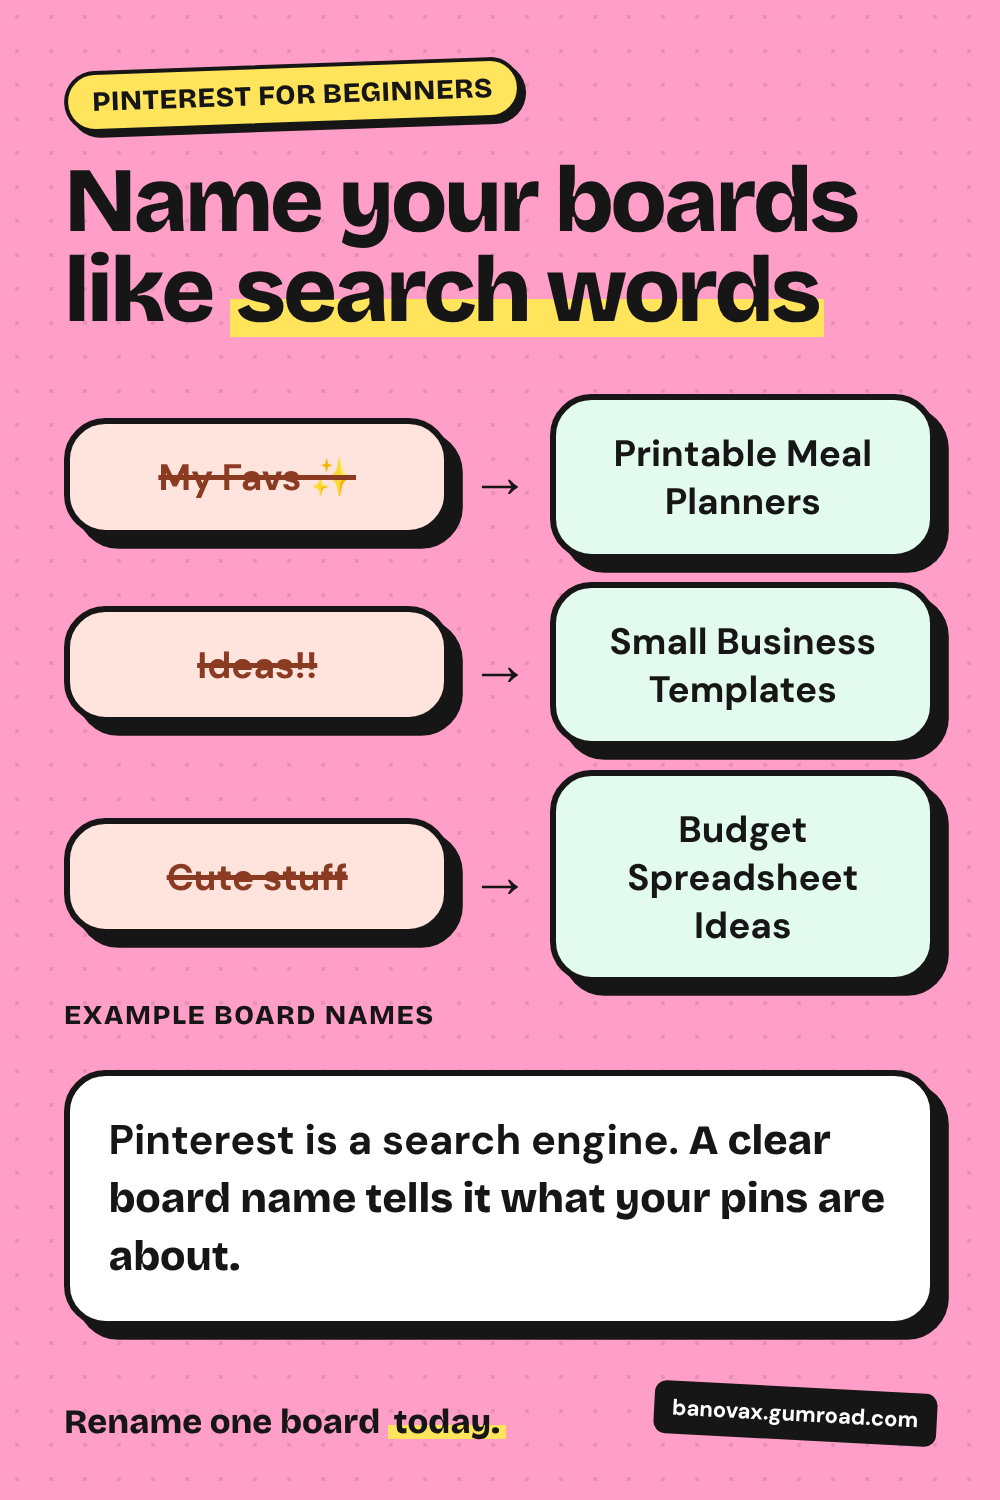 PINTEREST FOR BEGINNERS
Name your boards
like search words
My Favs ✨ → Printable Meal
Planners
Ideas!! → Small Business
Templates
Cute stuff → Budget
Spreadsheet
Ideas
EXAMPLE BOARD NAMES
Pinterest is a search engine. A clear
board name tells it what your pins are
about.
Rename one board today.
banovax.gumroad.com